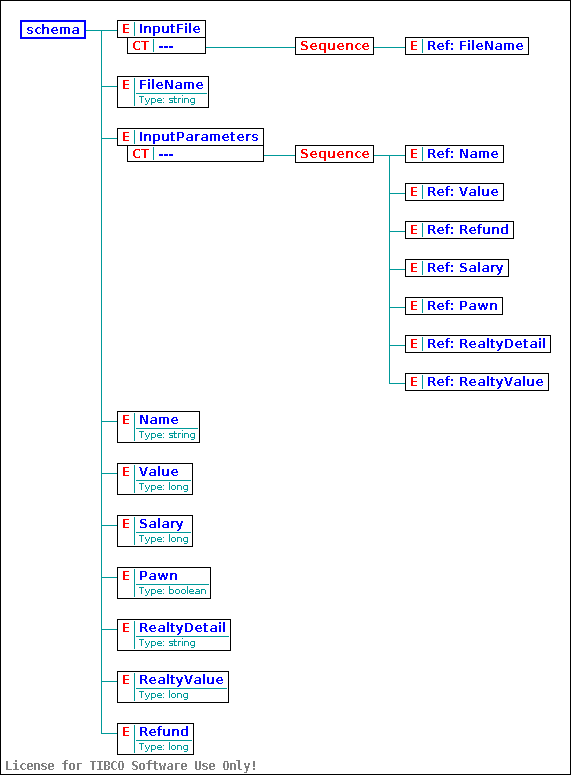 schema
E InputFile
CT ---
Sequence
E Ref: FileName
E FileName
Type: string
E InputParameters
CT ---
Sequence
E Ref: Name
E Ref: Value
E Ref: Refund
E Ref: Salary
E Ref: Pawn
E Ref: RealtyDetail
E Ref: RealtyValue
E Name
Type: string
E Value
Type: long
E Salary
Type: long
E Pawn
Type: boolean
E RealtyDetail
Type: string
E RealtyValue
Type: long
E Refund
Type: long
License for TIBCO Software Use Only!